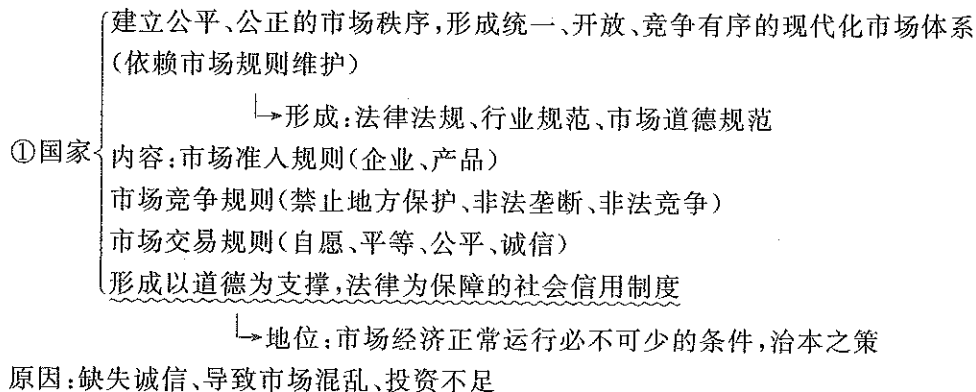 建立公平、公正的市场秩序,形成统一、开放、竞争有序的现代化市场体系
(依赖市场规则维护)
→形成:法律法规、行业规范、市场道德规范
①国家
内容:市场准入规则(企业、产品)
市场竞争规则(禁止地方保护、非法垄断、非法竞争)
市场交易规则(自愿、平等、公平、诚信)
形成以道德为支撑,法律为保障的社会信用制度
→地位:市场经济正常运行必不可少的条件,治本之策
原因:缺失诚信、导致市场混乱、投资不足